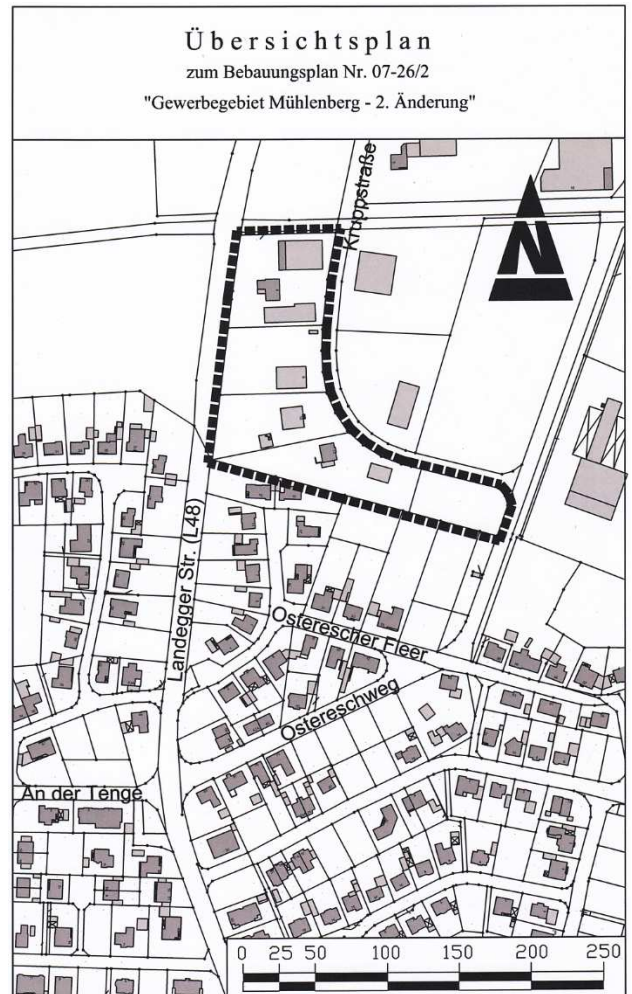 Übersichtsplan
zum Bebauungsplan Nr. 07-26/2
"Gewerbegebiet Mühlenberg - 2. Änderung"
Kruppstraße
N
Landegger Str. (L48)
Osterescher Fleer
Ostereschweg
An der Tenge
0 25 50 100 150 200 250